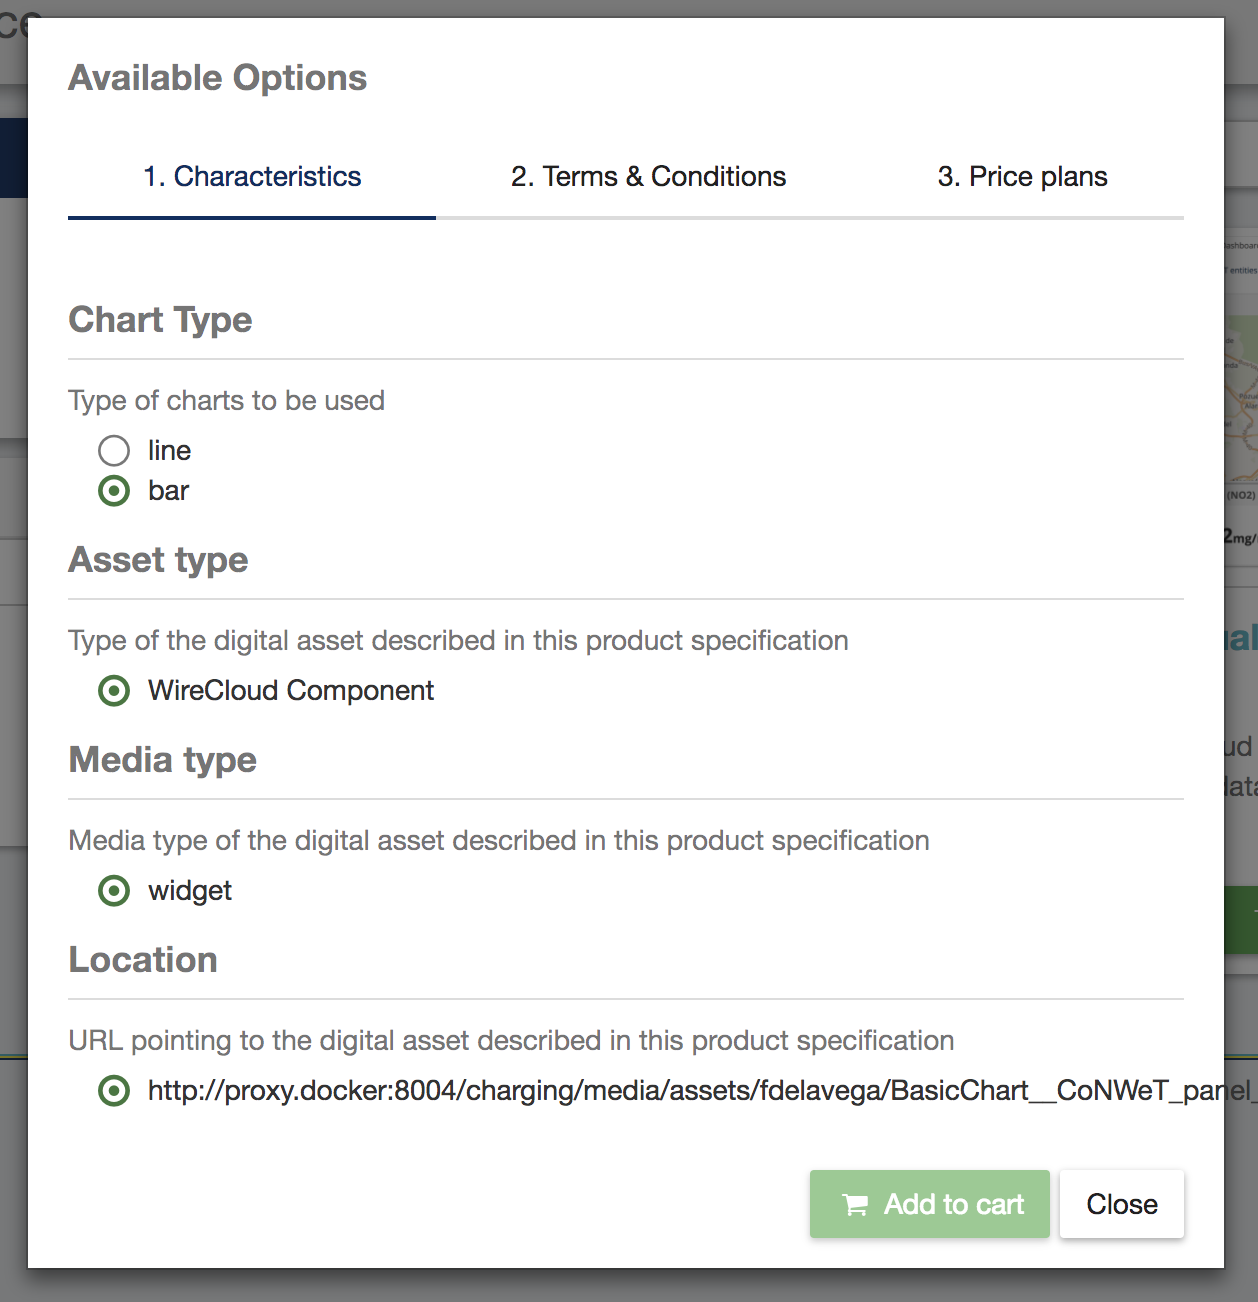 Available Options
1. Characteristics
2. Terms & Conditions
3. Price plans
Chart Type
Type of charts to be used
line
bar
Asset type
Type of the digital asset described in this product specification
WireCloud Component
Media type
Media type of the digital asset described in this product specification
widget
Location
URL pointing to the digital asset described in this product specification
http://proxy.docker:8004/charging/media/assets/fdelavega/BasicChart__CoNWeT_panel_
Add to cart
Close
entities
(NO2)
2mg/